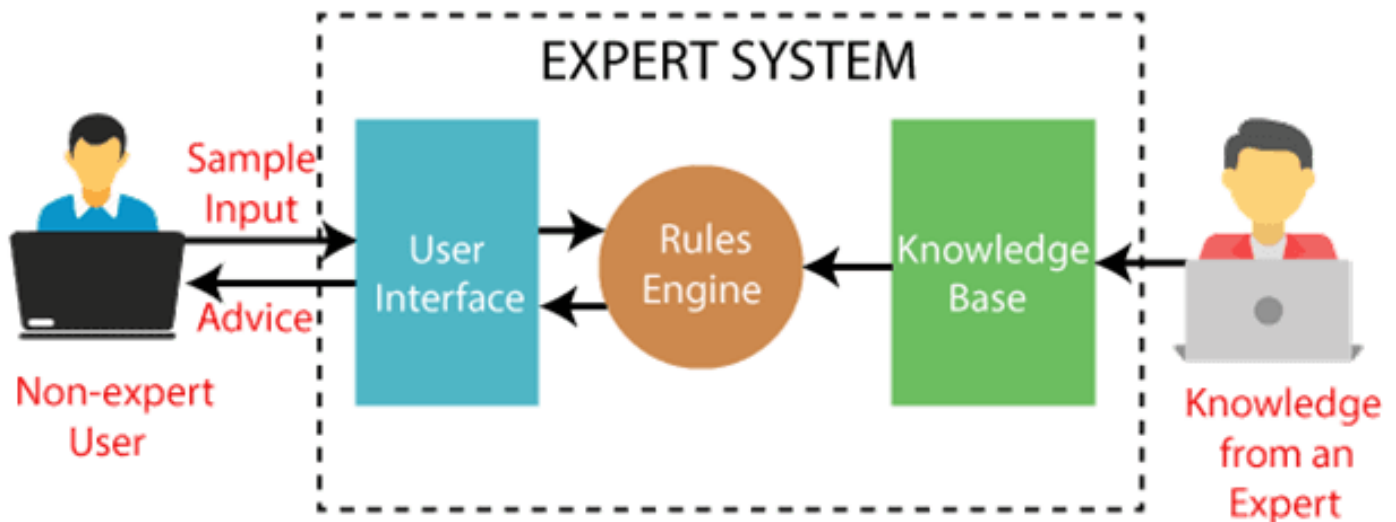 EXPERT SYSTEM
Sample
Input
Advice
Non-expert
User
User
Interface
Rules
Engine
Knowledge
Base
Knowledge
from an
Expert